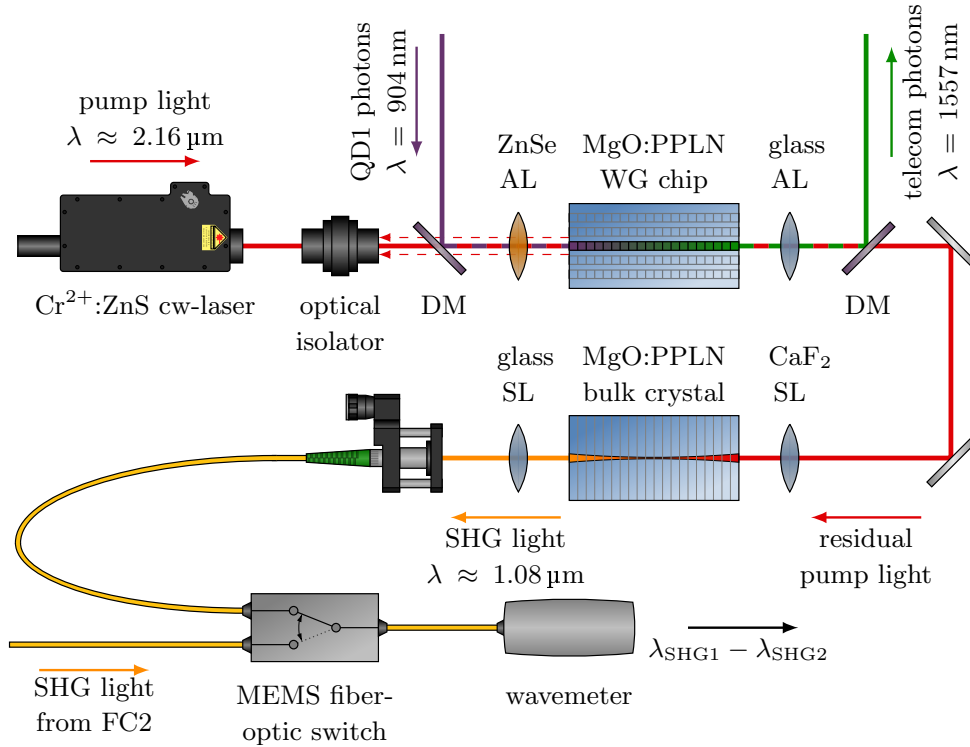 pump light
λ ≈ 2.16 µm
QD1 photons
λ = 904 nm
ZnSe
AL
MgO:PPLN
WG chip
glass
AL
telecom photons
λ = 1557 nm
Cr²⁺:ZnS cw-laser
optical
isolator
DM
DM
glass
SL
MgO:PPLN
bulk crystal
CaF₂
SL
SHG light
λ ≈ 1.08 µm
residual
pump light
SHG light
from FC2
MEMS fiber-
optic switch
wavemeter
λSHG1 − λSHG2